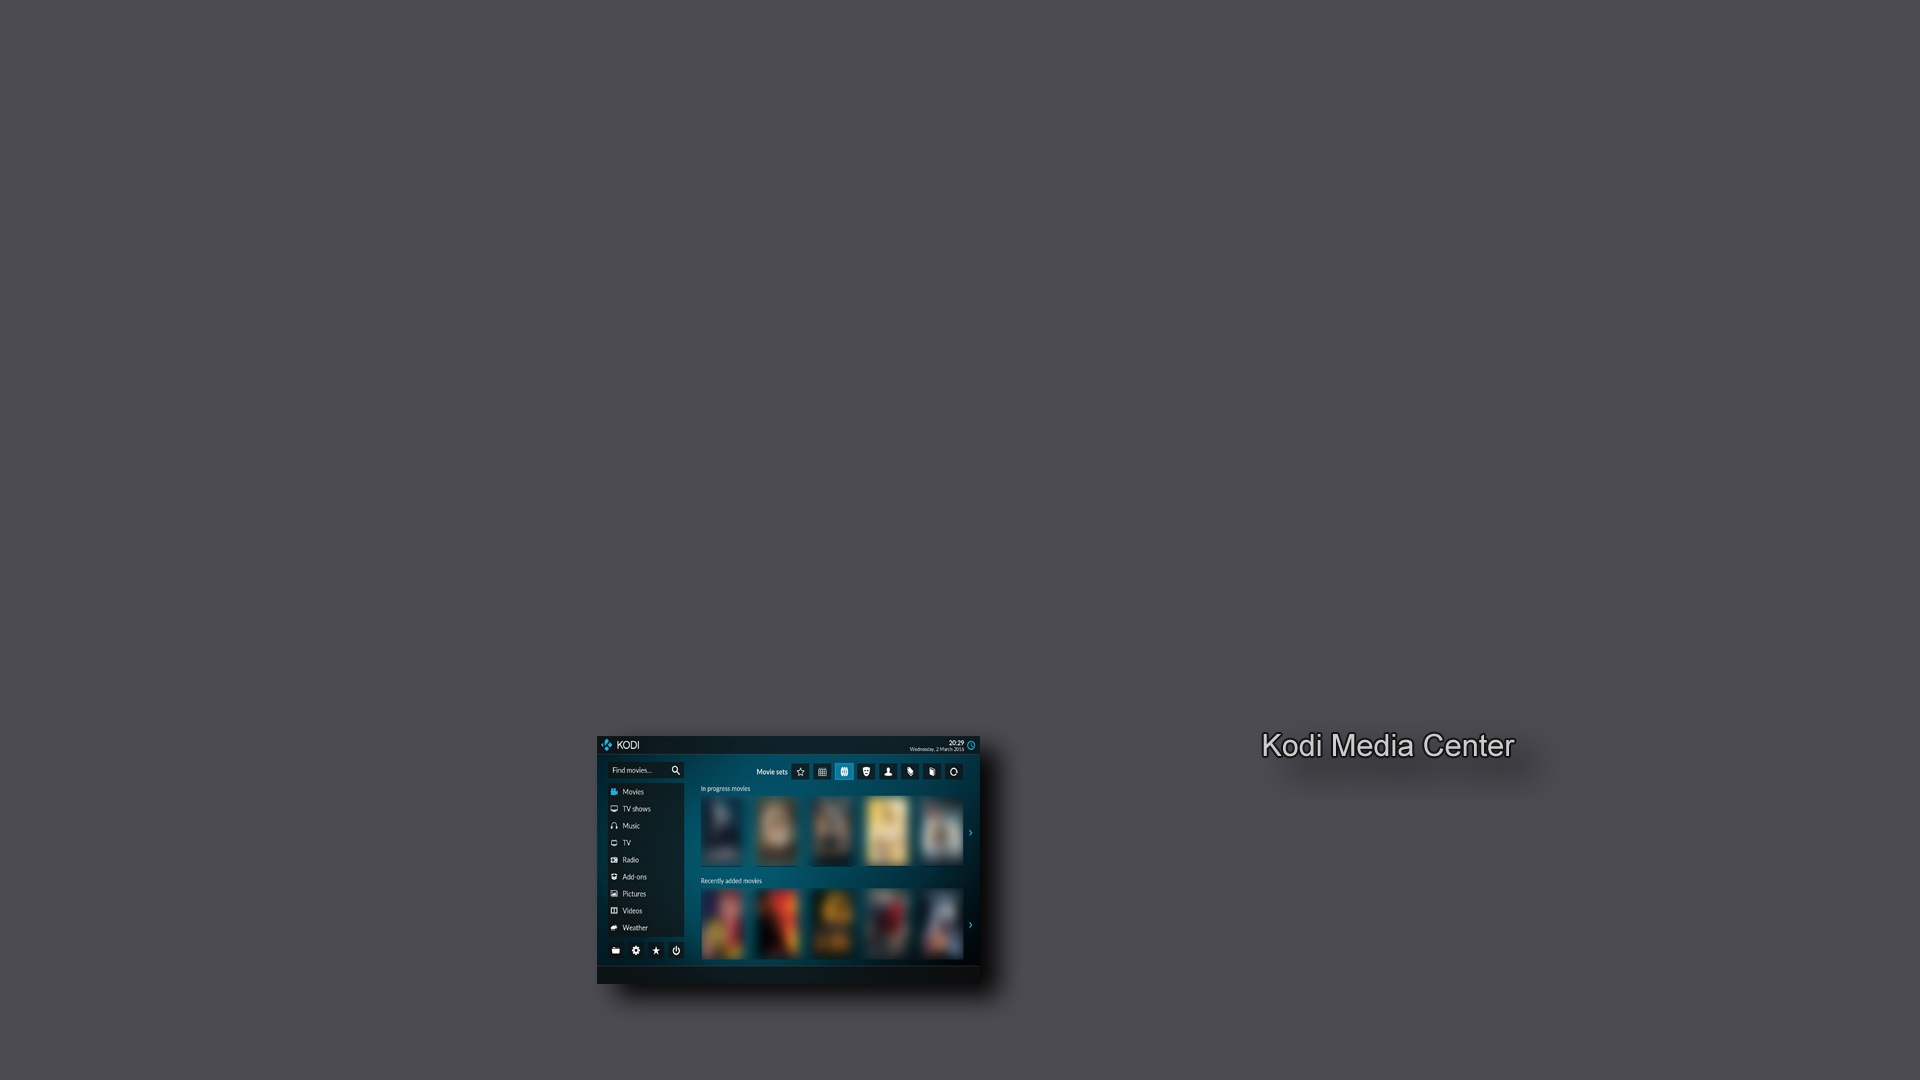 KODI
20:29
Wednesday, 2 March 2016
Find movies...
Movie sets
Movies
TV shows
Music
TV
Radio
Add-ons
Pictures
Videos
Weather
In progress movies
Recently added movies
Kodi Media Center